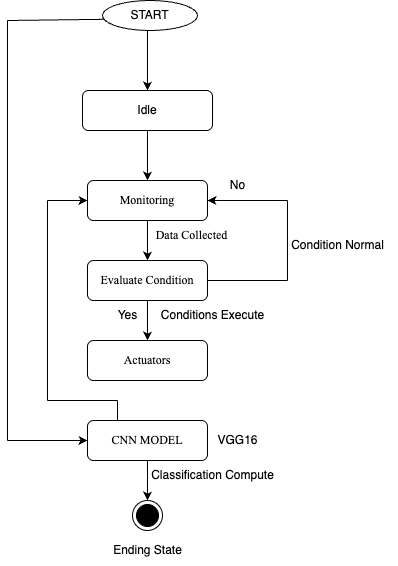 START
Idle
Monitoring
No
Data Collected
Condition Normal
Evaluate Condition
Yes
Conditions Execute
Actuators
CNN MODEL
VGG16
Classification Compute
Ending State